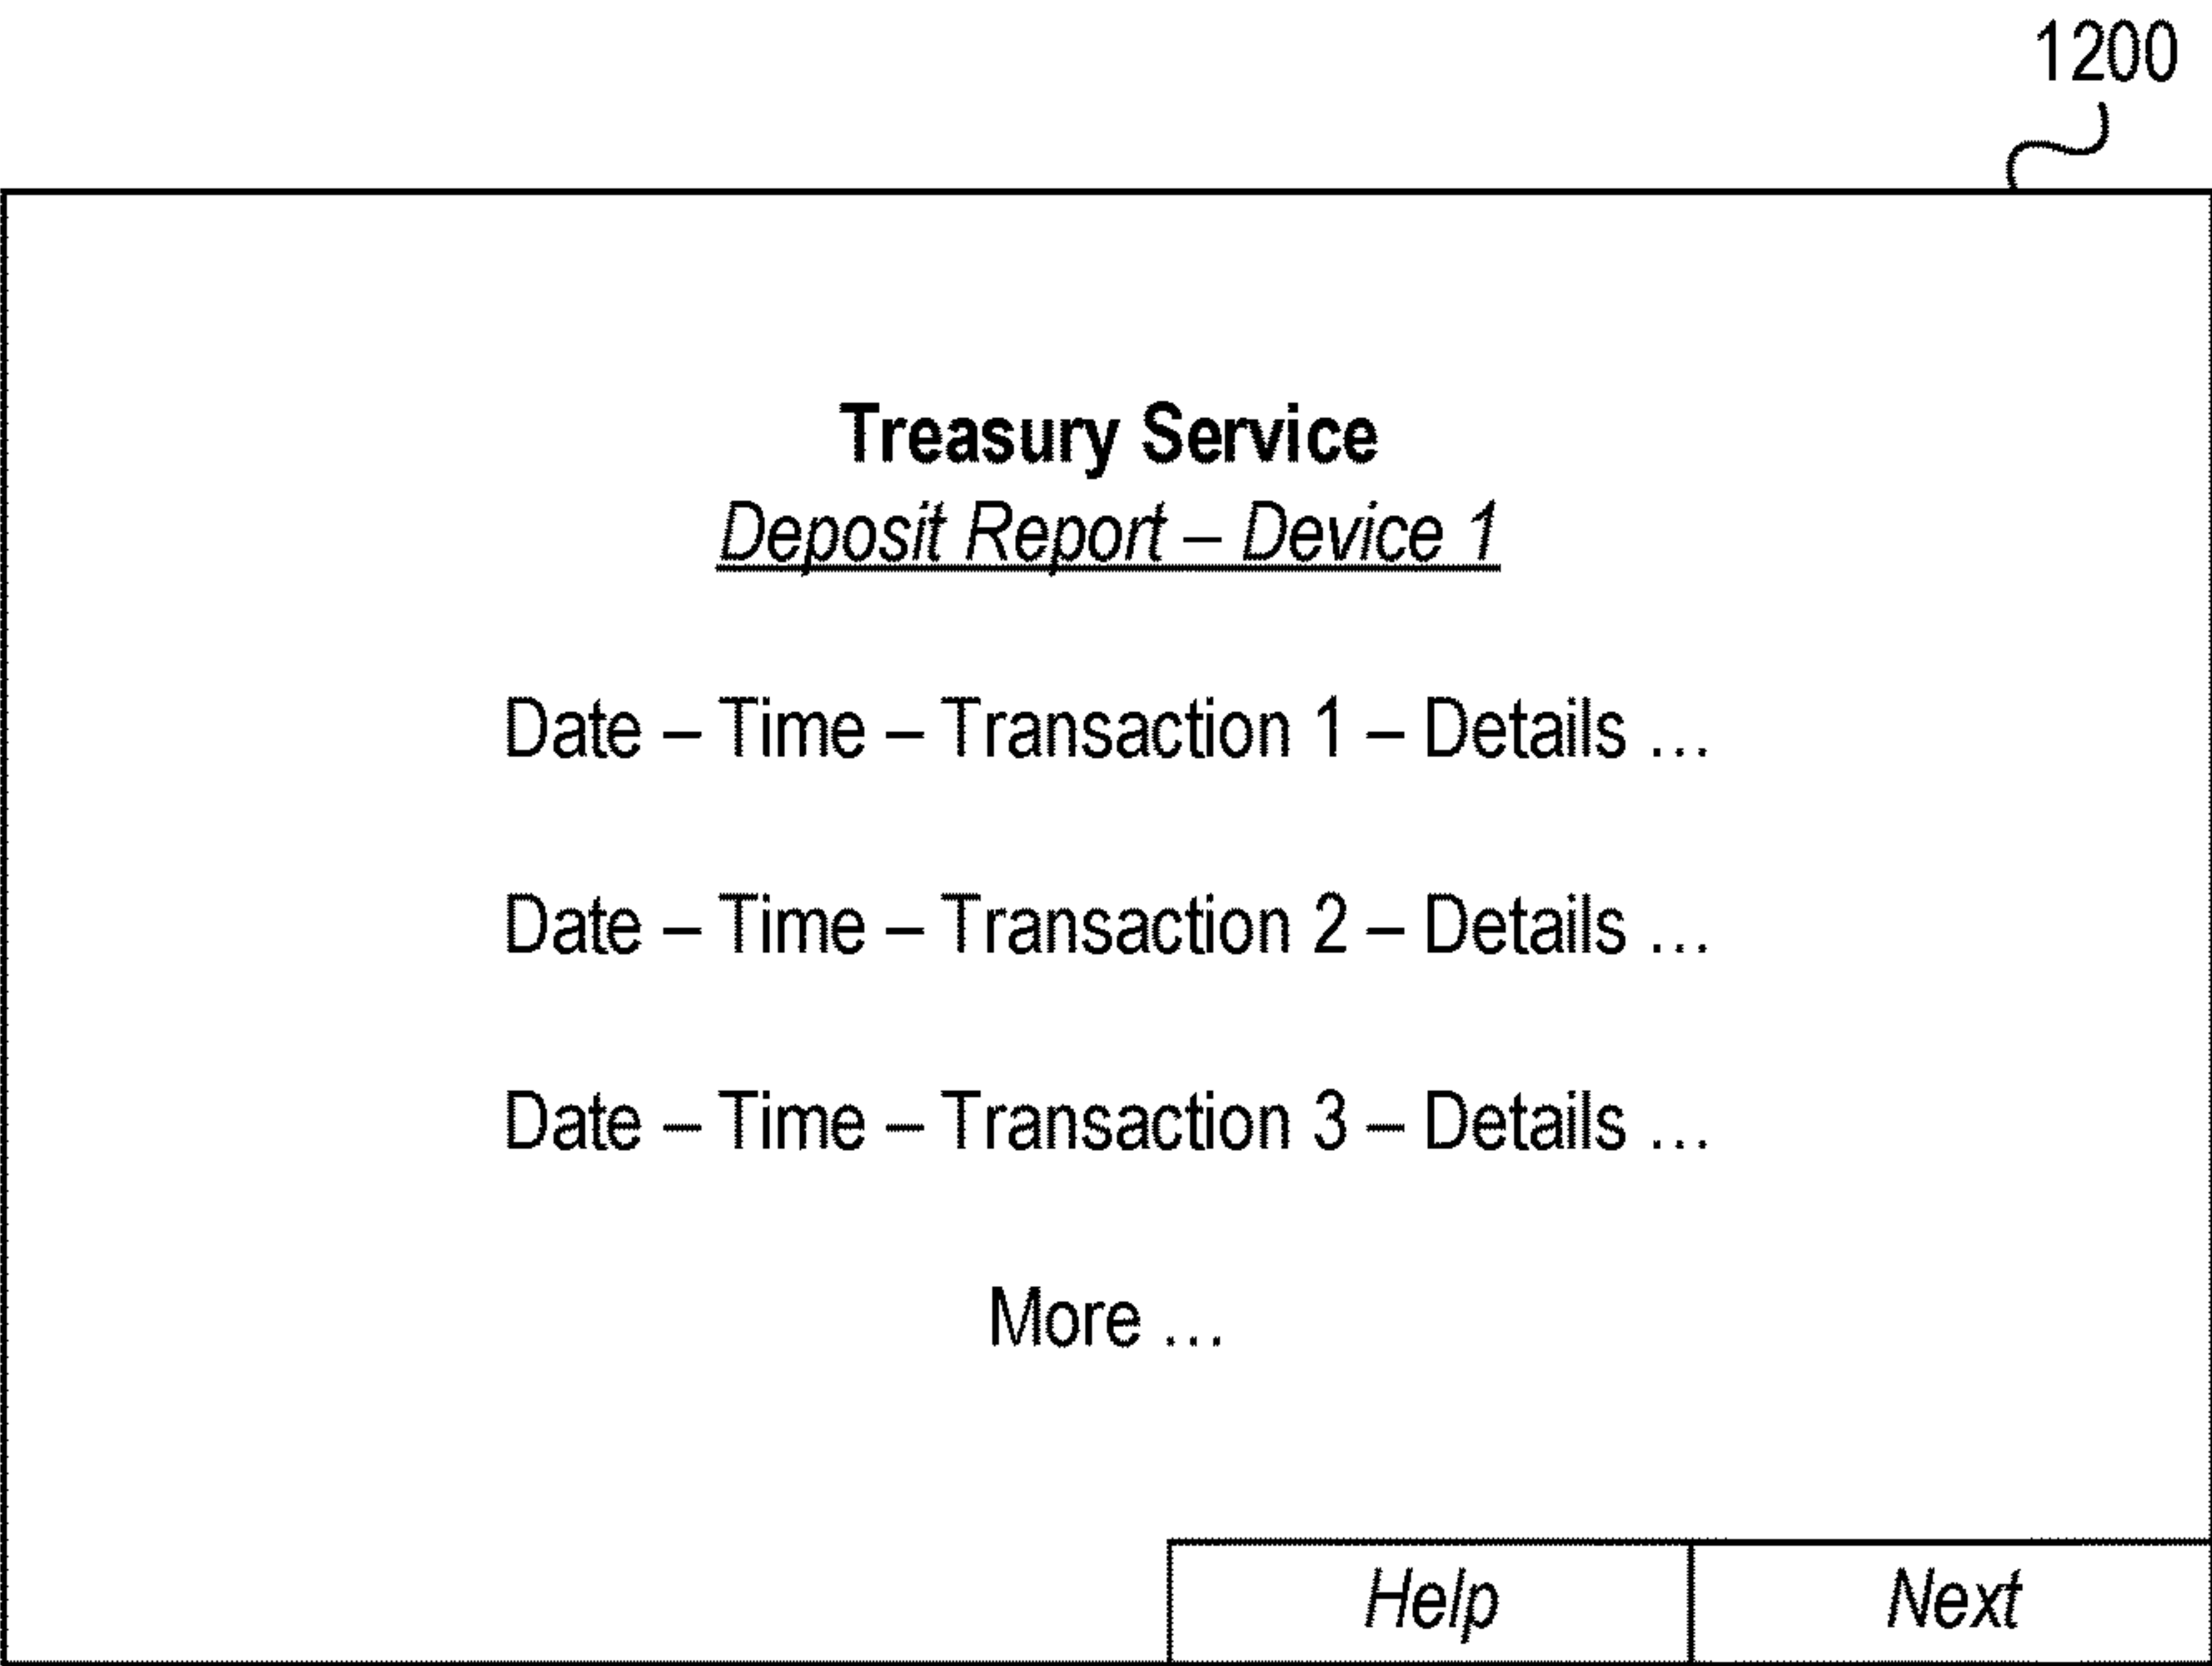 1200
Treasury Service
Deposit Report – Device 1
Date – Time – Transaction 1 – Details ...
Date – Time – Transaction 2 – Details ...
Date – Time – Transaction 3 – Details ...
More ...
Help Next